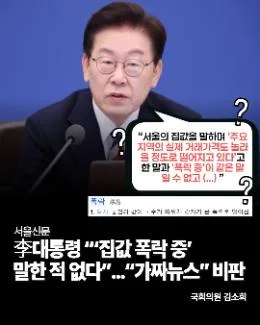 ?
"서울의 집값을 말하며 '주요
지역의 실제 거래가격도 놀라
울 정도로 떨어지고 있다'고
한 말과 '폭락 중'이 같은 말
일 수 없고 (...) "
?
?
폭락
서울신문
李대통령 "'집값 폭락 중'
말한 적 없다"..."가짜뉴스" 비판
국회의원 김소희